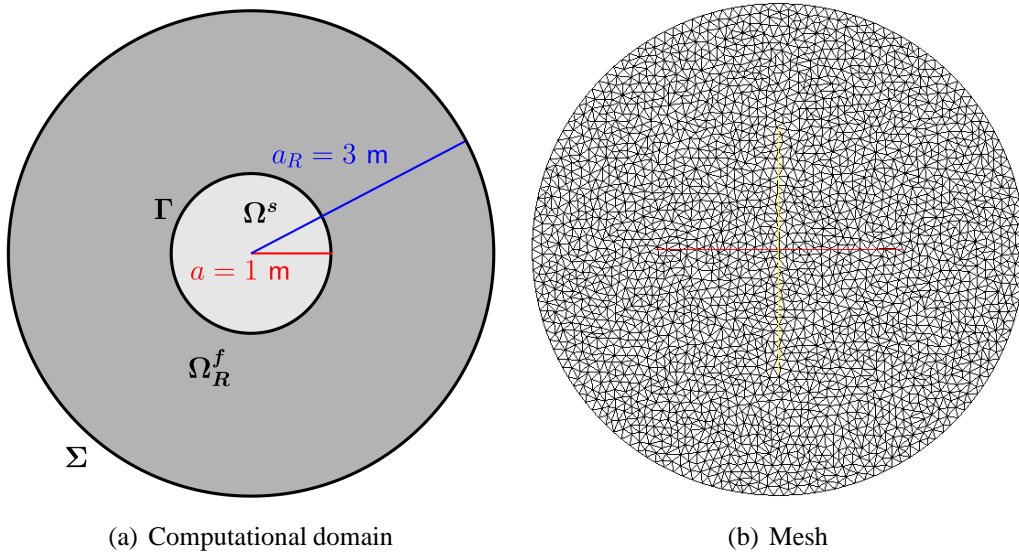 a_R = 3 m
Γ
Ω^s
a = 1 m
Ω_R^f
Σ
(a) Computational domain
(b) Mesh